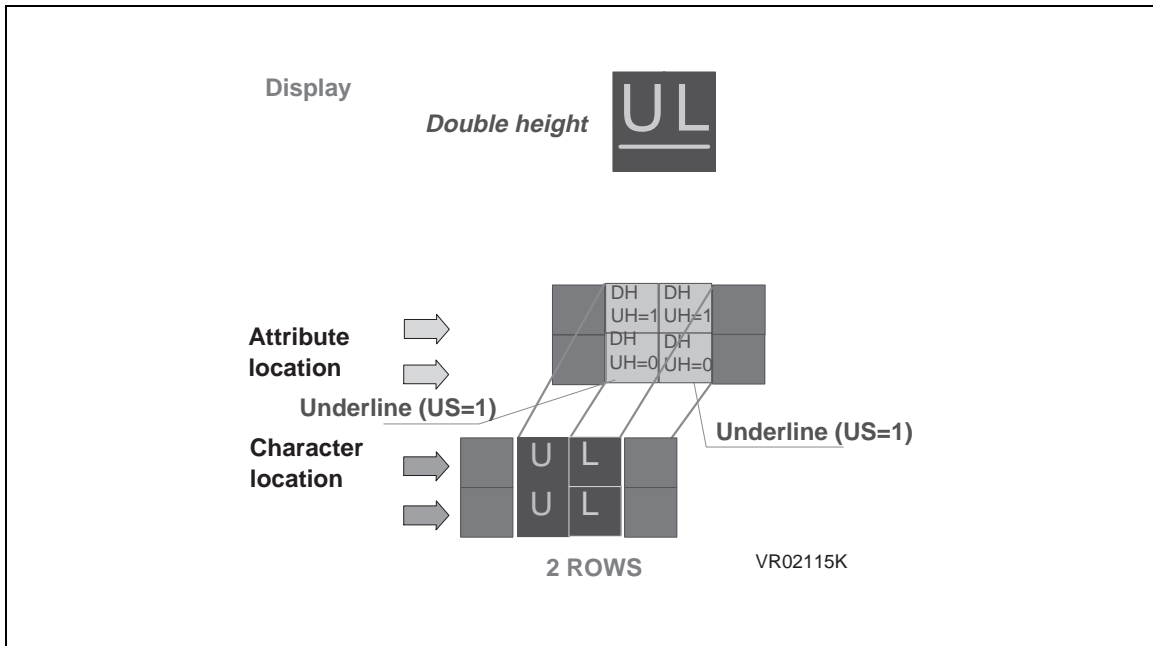 Display
Double height
UL
DH DH
UH=1 UH=1
DH DH
UH=0 UH=0
Attribute
location
Underline (US=1)
Underline (US=1)
Character
location
U L
U L
2 ROWS
VR02115K